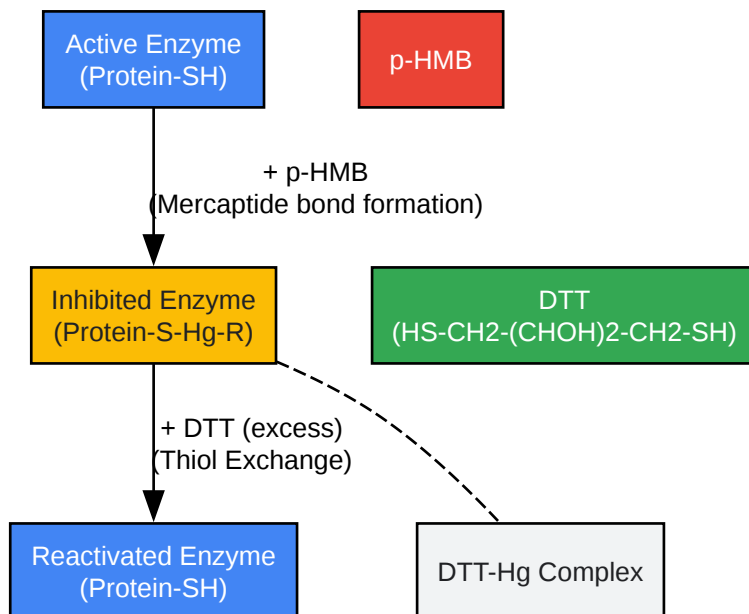 Active Enzyme
(Protein-SH)
p-HMB
+ p-HMB
(Mercaptide bond formation)
Inhibited Enzyme
(Protein-S-Hg-R)
DTT
(HS-CH2-(CHOH)2-CH2-SH)
+ DTT (excess)
(Thiol Exchange)
Reactivated Enzyme
(Protein-SH)
DTT-Hg Complex